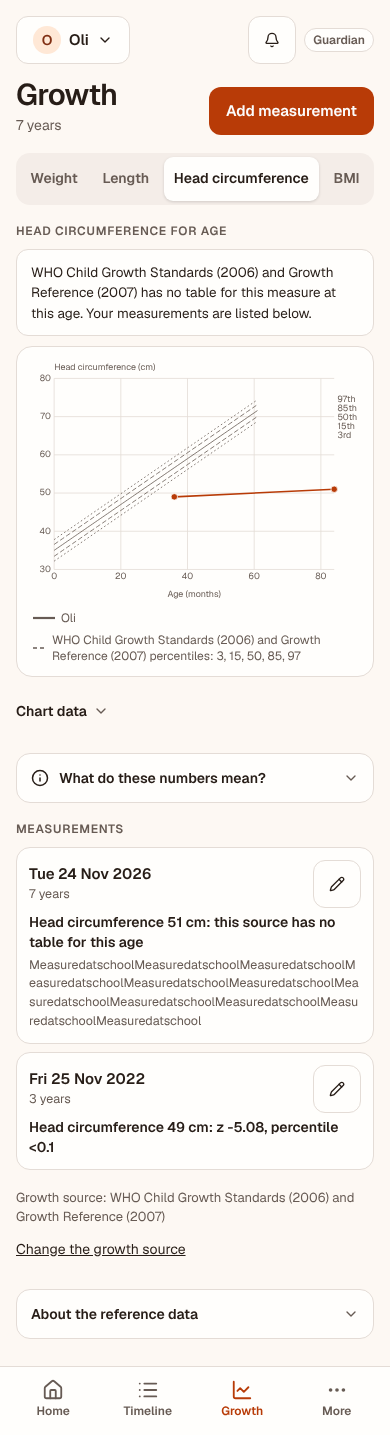 O Oli
Guardian
Growth
7 years
Add measurement
Weight Length Head circumference BMI
HEAD CIRCUMFERENCE FOR AGE
WHO Child Growth Standards (2006) and Growth
Reference (2007) has no table for this measure at
this age. Your measurements are listed below.
Head circumference (cm)
80
70
60
50
40
30
97th
85th
50th
15th
3rd
0 20 40 60 80
Age (months)
Oli
WHO Child Growth Standards (2006) and Growth
Reference (2007) percentiles: 3, 15, 50, 85, 97
Chart data
What do these numbers mean?
MEASUREMENTS
Tue 24 Nov 2026
7 years
Head circumference 51 cm: this source has no
table for this age
MeasuredatschoolMeasuredatschoolMeasuredatschoolM
easuredatschoolMeasuredatschoolMeasuredatschoolMea
suredatschoolMeasuredatschoolMeasuredatschoolMeasu
redatschoolMeasuredatschool
Fri 25 Nov 2022
3 years
Head circumference 49 cm: z -5.08, percentile
<0.1
Growth source: WHO Child Growth Standards (2006) and
Growth Reference (2007)
Change the growth source
About the reference data
Home Timeline Growth More